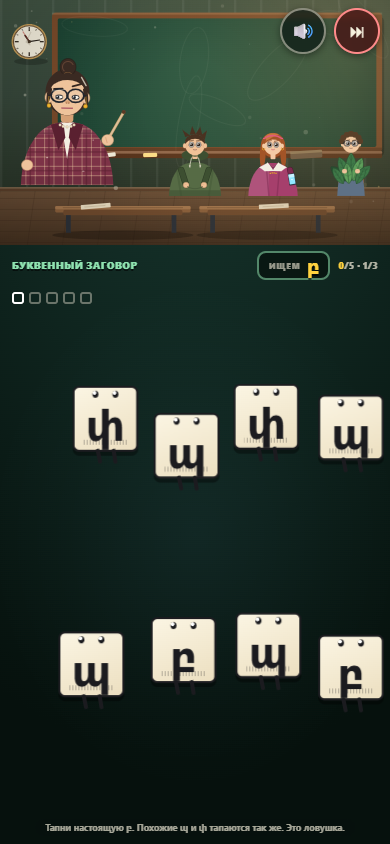 БУКВЕННЫЙ ЗАГОВОР
ИЩЕМ բ
0/5 · 1/3
փ պ փ պ
պ բ պ բ
Тапни настоящую բ. Похожие պ и փ тапаются так же. Это ловушка.